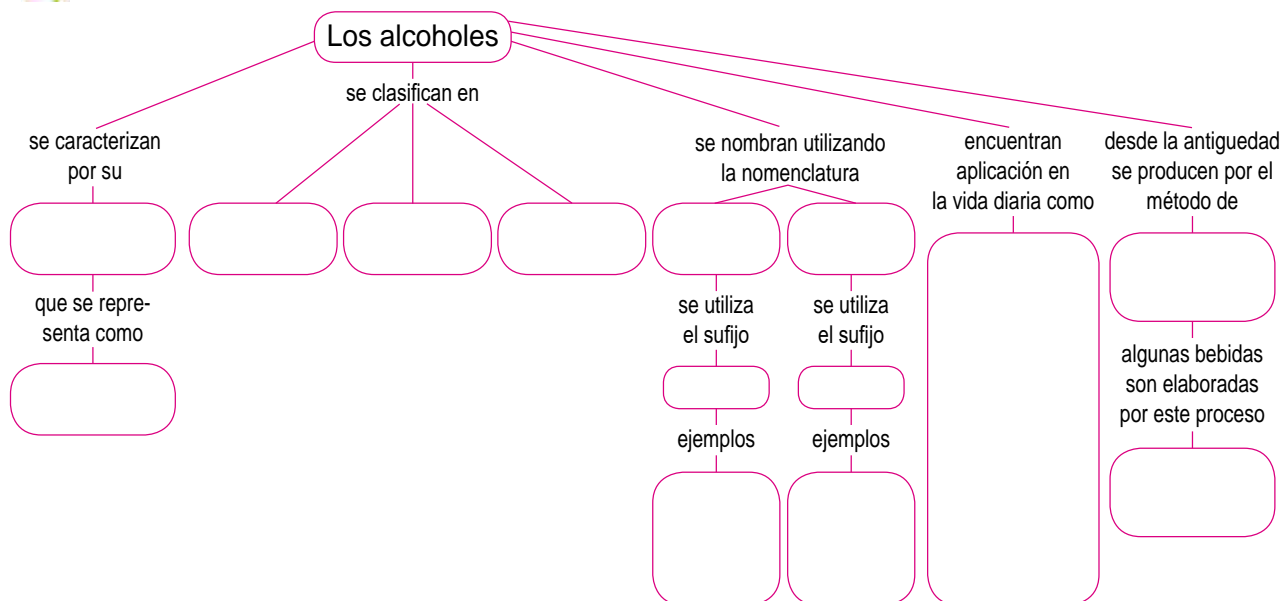 Los alcoholes
se clasifican en
se caracterizan
por su
que se repre-
senta como
se nombran utilizando
la nomenclatura
se utiliza
el sufijo
ejemplos
se utiliza
el sufijo
ejemplos
encuentran
aplicación en
la vida diaria como
desde la antiguedad
se producen por el
método de
algunas bebidas
son elaboradas
por este proceso